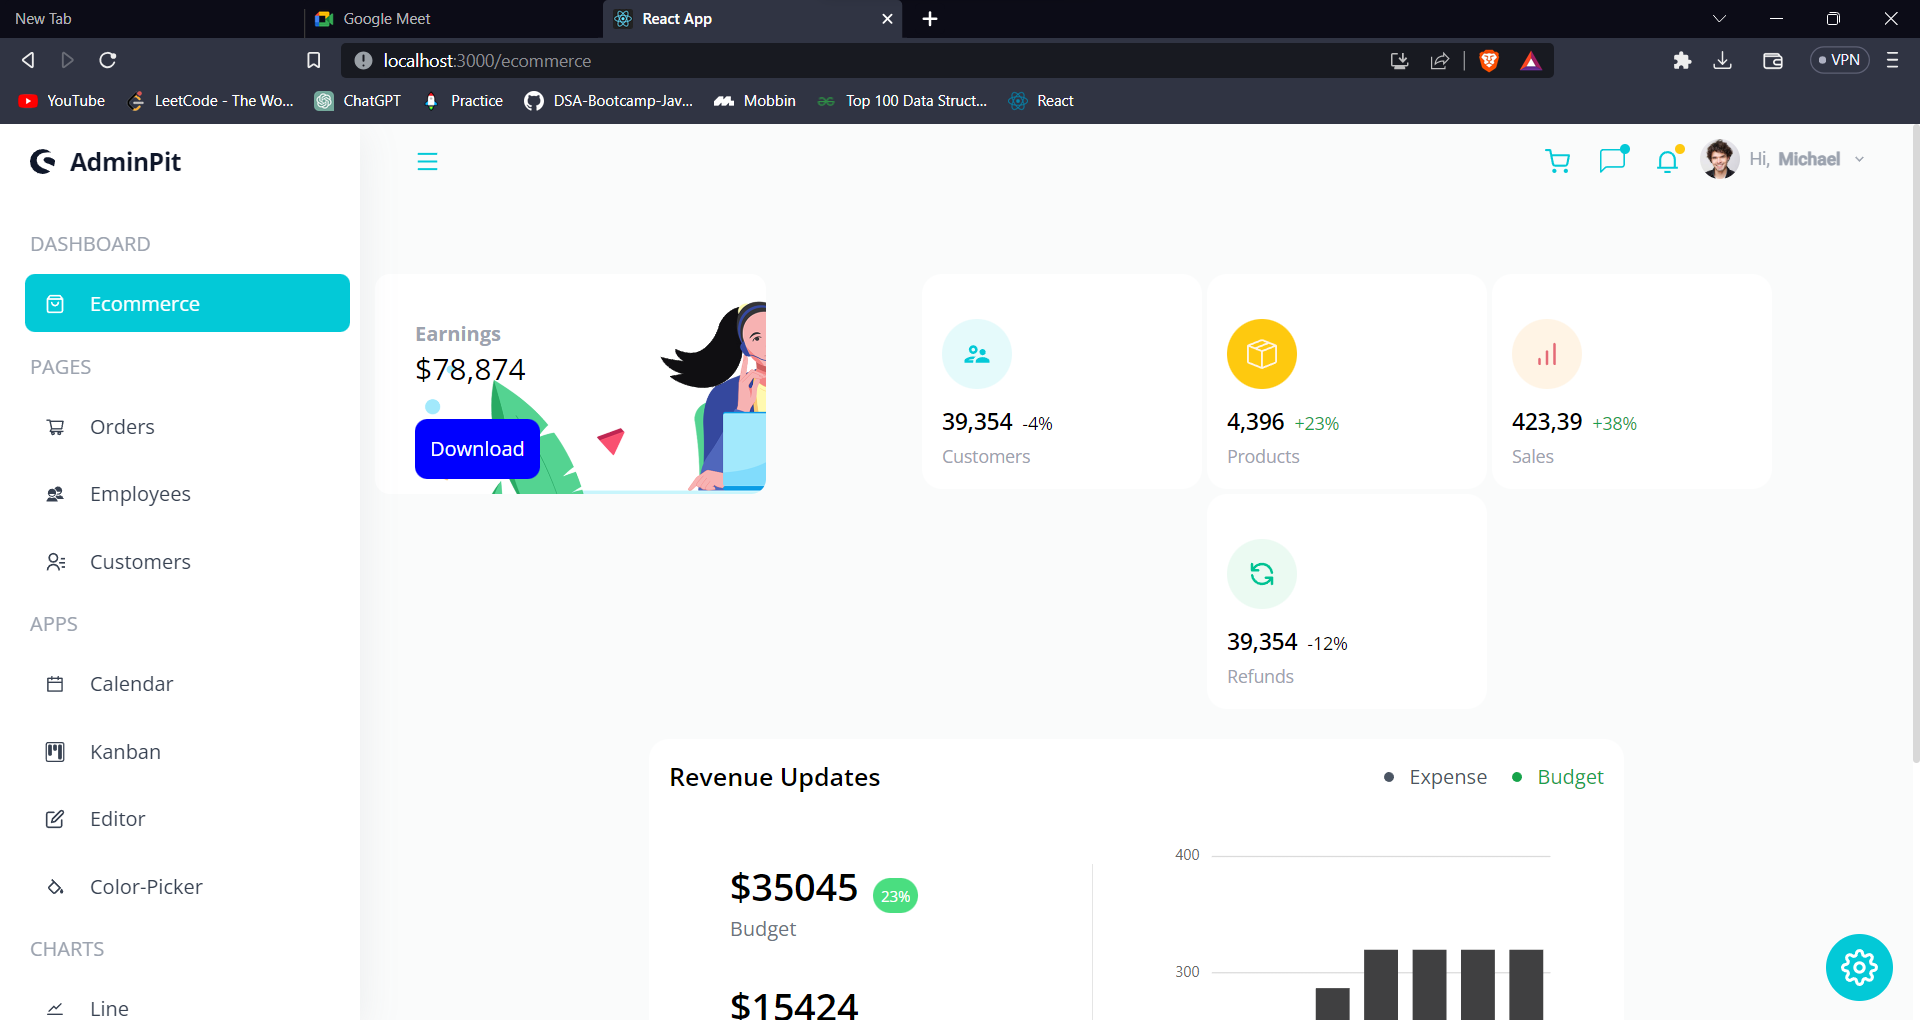 New Tab
Google Meet
React App
localhost:3000/ecommerce
VPN
YouTube
LeetCode - The Wo...
ChatGPT
Practice
DSA-Bootcamp-Jav...
Mobbin
Top 100 Data Struct...
React
AdminPit
Hi, Michael
DASHBOARD
Ecommerce
PAGES
Orders
Employees
Customers
APPS
Calendar
Kanban
Editor
Color-Picker
CHARTS
Line
Earnings
$78,874
Download
39,354 -4%
Customers
4,396 +23%
Products
423,39 +38%
Sales
39,354 -12%
Refunds
Revenue Updates
Expense
Budget
$35045 23%
Budget
$15424
400
300